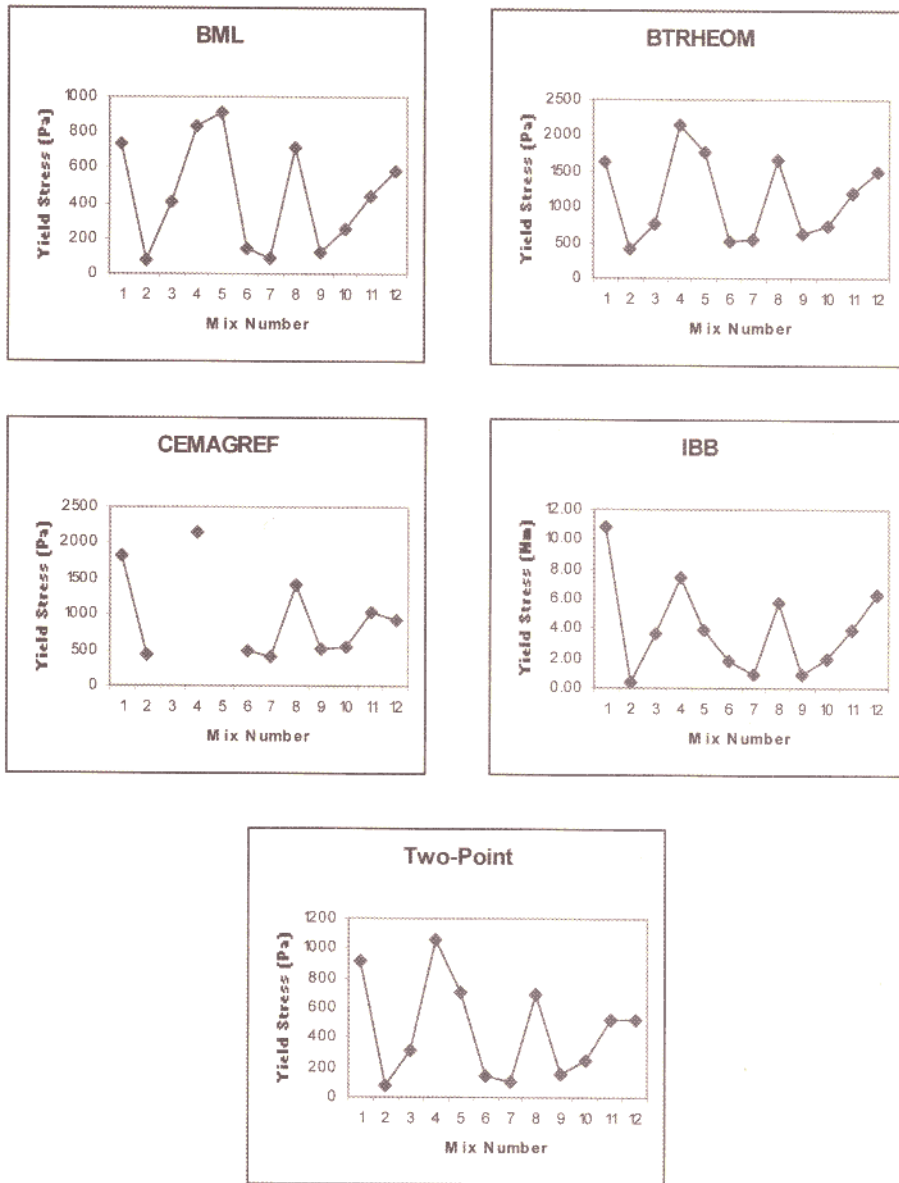 BML
Yield Stress (Pa)
1000
800
600
400
200
0
1 2 3 4 5 6 7 8 9 10 11 12
Mix Number
BTRHEOM
Yield Stress (Pa)
2500
2000
1500
1000
500
0
1 2 3 4 5 6 7 8 9 10 11 12
Mix Number
CEMAGREF
Yield Stress (Pa)
2500
2000
1500
1000
500
0
1 2 3 4 5 6 7 8 9 10 11 12
Mix Number
IBB
Yield Stress (Nm)
12.00
10.00
8.00
6.00
4.00
2.00
0.00
1 2 3 4 5 6 7 8 9 10 11 12
Mix Number
Two-Point
Yield Stress (Pa)
1200
1000
800
600
400
200
0
1 2 3 4 5 6 7 8 9 10 11 12
Mix Number